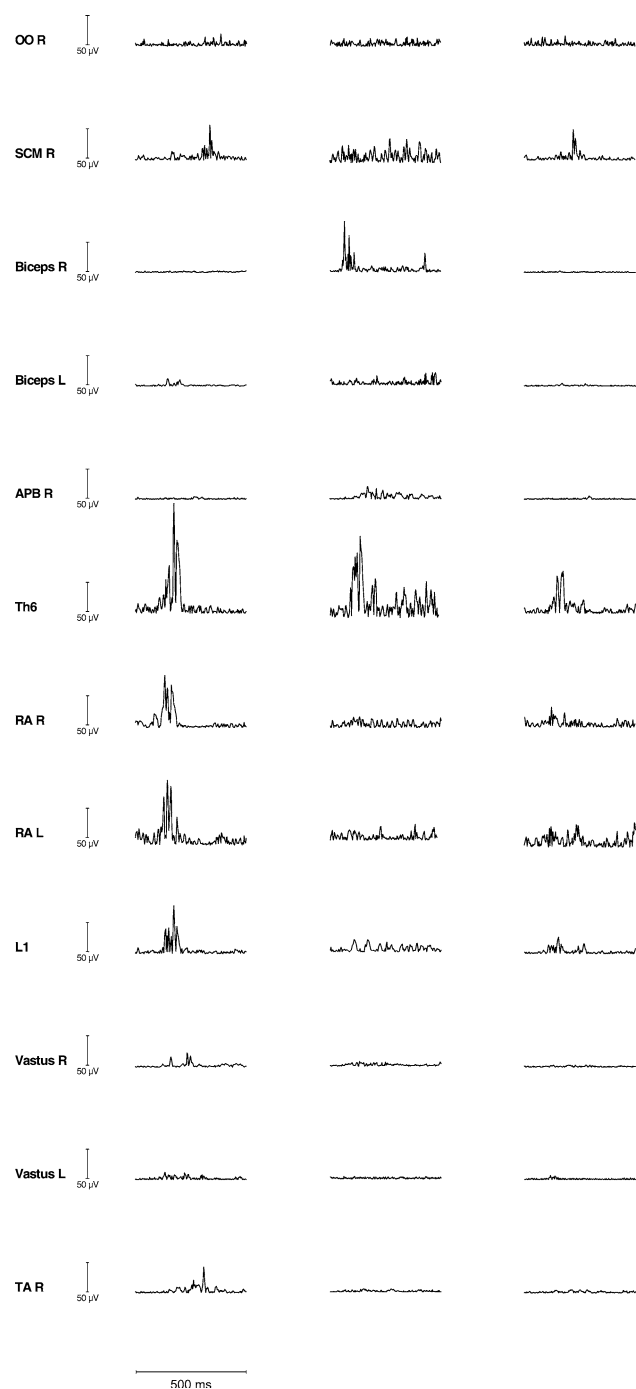 OO R
50 µV
SCM R
50 µV
Biceps R
50 µV
Biceps L
50 µV
APB R
50 µV
Th6
50 µV
RA R
50 µV
RA L
50 µV
L1
50 µV
Vastus R
50 µV
Vastus L
50 µV
TA R
50 µV
500 ms